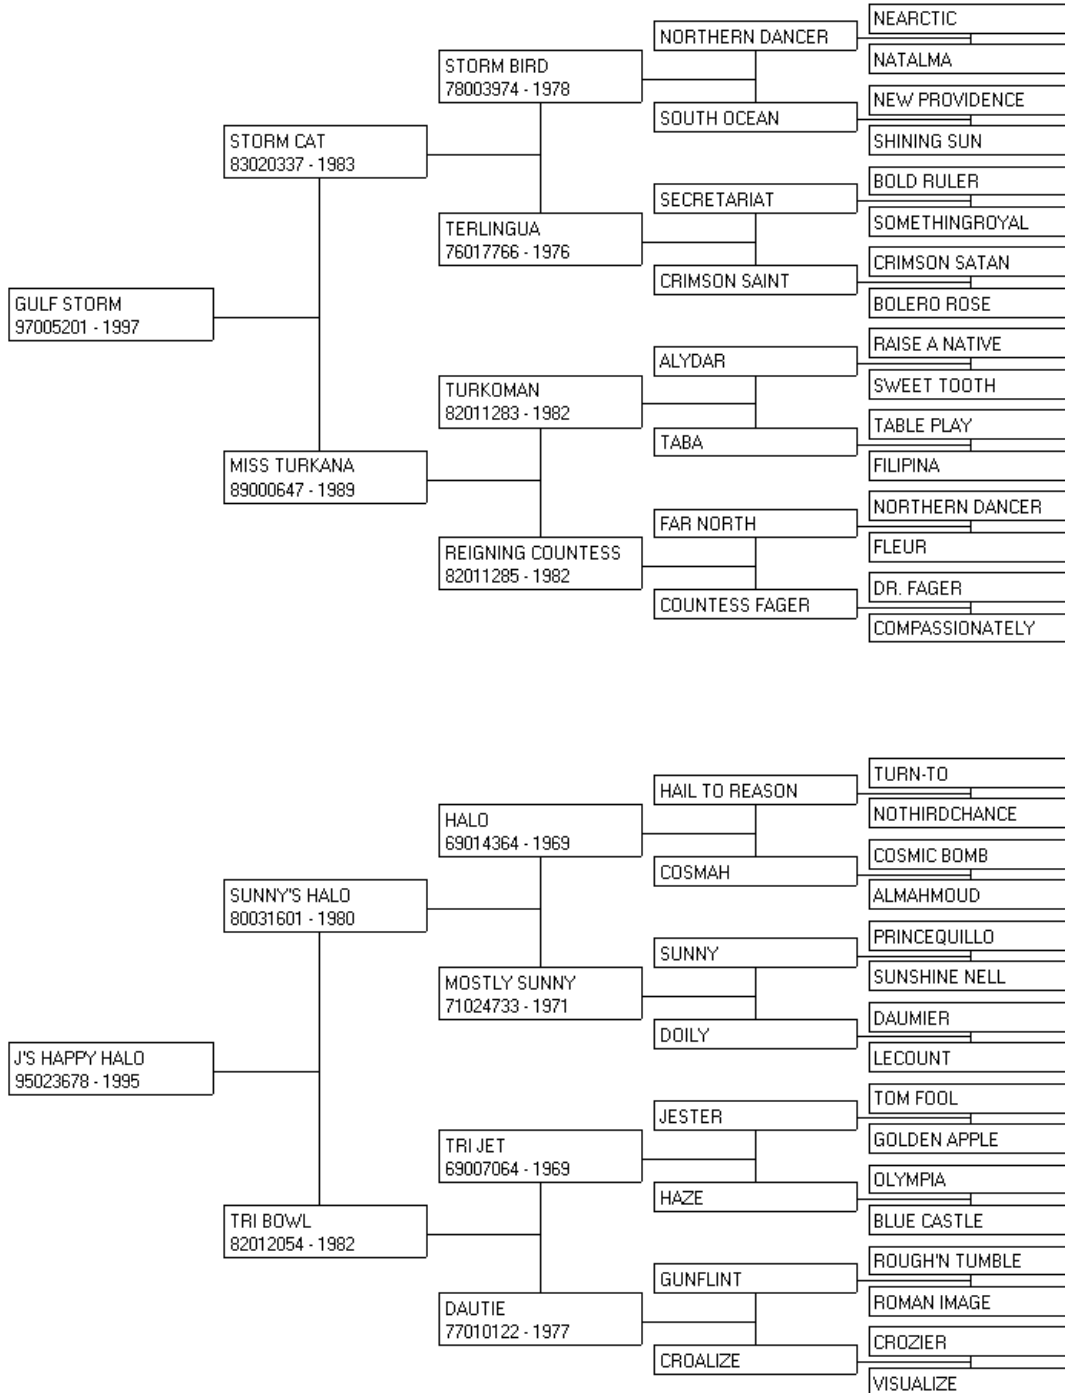 NEARCTIC
NORTHERN DANCER
NATALMA
STORM BIRD
78003974 - 1978
NEW PROVIDENCE
SOUTH OCEAN
SHINING SUN
STORM CAT
83020337 - 1983
BOLD RULER
SECRETARIAT
SOMETHINGROYAL
TERLINGUA
76017766 - 1976
CRIMSON SATAN
CRIMSON SAINT
BOLERO ROSE
GULF STORM
97005201 - 1997
RAISE A NATIVE
ALYDAR
SWEET TOOTH
TURKOMAN
82011283 - 1982
TABLE PLAY
TABA
FILIPINA
MISS TURKANA
89000647 - 1989
NORTHERN DANCER
FAR NORTH
FLEUR
REIGNING COUNTESS
82011285 - 1982
DR. FAGER
COUNTESS FAGER
COMPASSIONATELY
TURN-TO
HAIL TO REASON
NOTHIRDCHANCE
HALO
69014364 - 1969
COSMIC BOMB
COSMAH
ALMAHMOUD
SUNNY'S HALO
80031601 - 1980
PRINCEQUILLO
SUNNY
SUNSHINE NELL
MOSTLY SUNNY
71024733 - 1971
DAUMIER
DOILY
LECOUNT
J'S HAPPY HALO
95023678 - 1995
TOM FOOL
JESTER
GOLDEN APPLE
TRI JET
69007064 - 1969
OLYMPIA
HAZE
BLUE CASTLE
TRI BOWL
82012054 - 1982
ROUGH'N TUMBLE
GUNFLINT
ROMAN IMAGE
DAUTIE
77010122 - 1977
CROZIER
CROALIZE
VISUALIZE